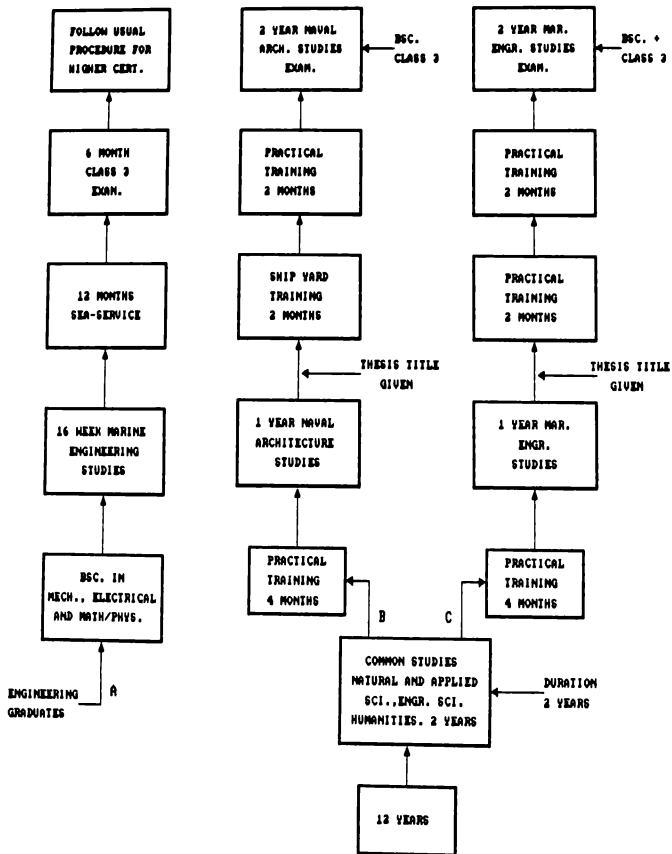 FOLLOW USUAL
PROCEDURE FOR
HIGHER CERT.
6 MONTH
CLASS 3
EXAM.
12 MONTHS
SEA-SERVICE
16 WEEK MARINE
ENGINEERING
STUDIES
BSC. IN
MECH., ELECTRICAL
AND MATH/PHYS.
ENGINEERING
GRADUATES
A
2 YEAR NAVAL
ARCH. STUDIES
EXAM.
BSC.
CLASS 3
PRACTICAL
TRAINING
2 MONTHS
SHIP YARD
TRAINING
2 MONTHS
THESIS TITLE
GIVEN
1 YEAR NAVAL
ARCHITECTURE
STUDIES
PRACTICAL
TRAINING
4 MONTHS
B
2 YEAR MAR.
ENGR. STUDIES
EXAM.
BSC. +
CLASS 3
PRACTICAL
TRAINING
2 MONTHS
PRACTICAL
TRAINING
2 MONTHS
THESIS TITLE
GIVEN
1 YEAR MAR.
ENGR.
STUDIES
PRACTICAL
TRAINING
4 MONTHS
C
COMMON STUDIES
NATURAL AND APPLIED
SCI.,ENGR. SCI.
HUMANITIES. 2 YEARS
DURATION
2 YEARS
12 YEARS